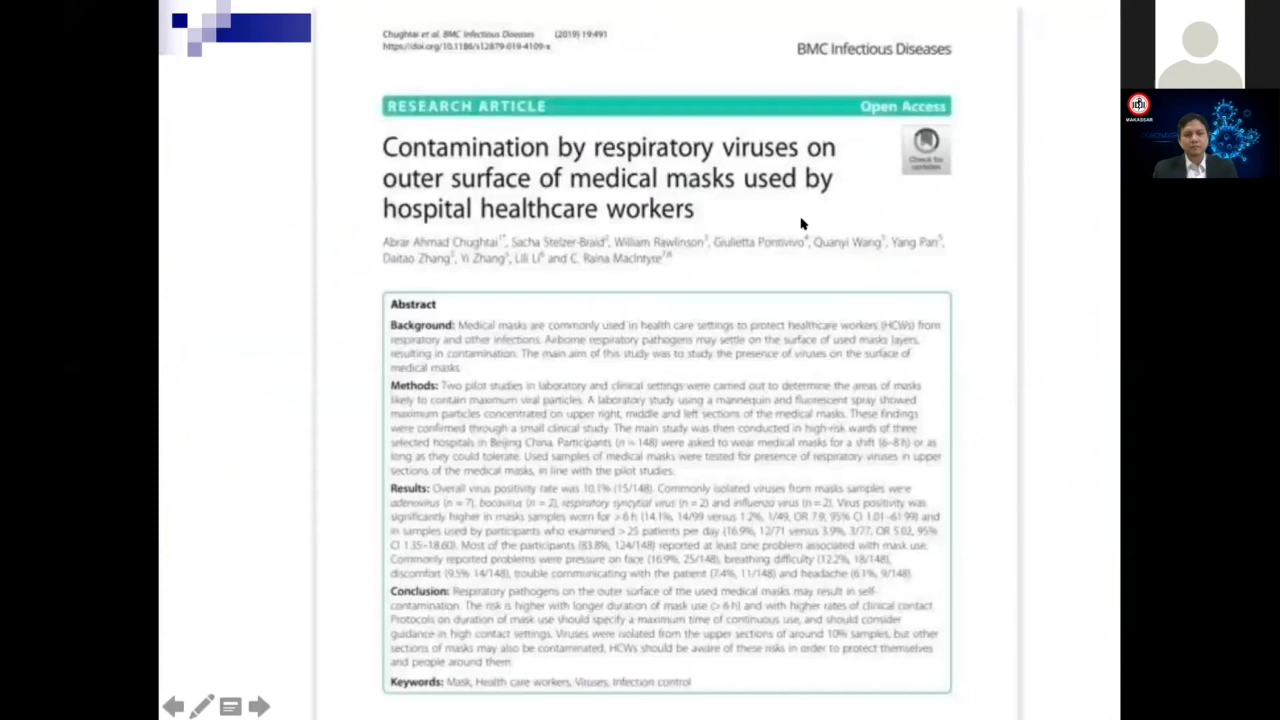 Chughtai et al. BMC Infectious Diseases (2019) 19:491
https://doi.org/10.1186/s12879-019-4109-x
BMC Infectious Diseases
RESEARCH ARTICLE
Open Access
Contamination by respiratory viruses on
outer surface of medical masks used by
hospital healthcare workers
Check for
updates
Abrar Ahmad Chughtai1*, Sacha Stelzer-Braid2, William Rawlinson3, Giulietta Pontivivo4, Quanyi Wang5, Yang Pan5,
Daitao Zhang5, Yi Zhang5, Lili Li6 and C. Raina MacIntyre7,8
Abstract
Background: Medical masks are commonly used in health care settings to protect healthcare workers (HCWs) from
respiratory and other infections. Airborne respiratory pathogens may settle on the surface of used masks layers,
resulting in contamination. The main aim of this study was to study the presence of viruses on the surface of
medical masks.
Methods: Two pilot studies in laboratory and clinical settings were carried out to determine the areas of masks
likely to contain maximum viral particles. A laboratory study using a mannequin and fluorescent spray showed
maximum particles concentrated on upper right, middle and left sections of the medical masks. These findings
were confirmed through a small clinical study. The main study was then conducted in high-risk wards of three
selected hospitals in Beijing China. Participants (n = 148) were asked to wear medical masks for a shift (6–8 h) or as
long as they could tolerate. Used samples of medical masks were tested for presence of respiratory viruses in upper
sections of the medical masks, in line with the pilot studies.
Results: Overall virus positivity rate was 10.1% (15/148). Commonly isolated viruses from masks samples were
adenovirus (n = 7), bocavirus (n = 2), respiratory syncytial virus (n = 2) and influenza virus (n = 2). Virus positivity was
significantly higher in masks samples worn for > 6 h (14.1%, 14/99 versus 1.2%, 1/49, OR 7.9, 95% CI 1.01–61.99) and
in samples used by participants who examined > 25 patients per day (16.9%, 12/71 versus 3.9%, 3/77, OR 5.02, 95%
CI 1.35–18.60). Most of the participants (83.8%, 124/148) reported at least one problem associated with mask use.
Commonly reported problems were pressure on face (16.9%, 25/148), breathing difficulty (12.2%, 18/148),
discomfort (9.5% 14/148), trouble communicating with the patient (7.4%, 11/148) and headache (6.1%, 9/148).
Conclusion: Respiratory pathogens on the outer surface of the used medical masks may result in self-
contamination. The risk is higher with longer duration of mask use (> 6 h) and with higher rates of clinical contact.
Protocols on duration of mask use should specify a maximum time of continuous use, and should consider
guidance in high contact settings. Viruses were isolated from the upper sections of around 10% samples, but other
sections of masks may also be contaminated. HCWs should be aware of these risks in order to protect themselves
and people around them.
Keywords: Mask, Health care workers, Viruses, Infection control
MAKASSAR